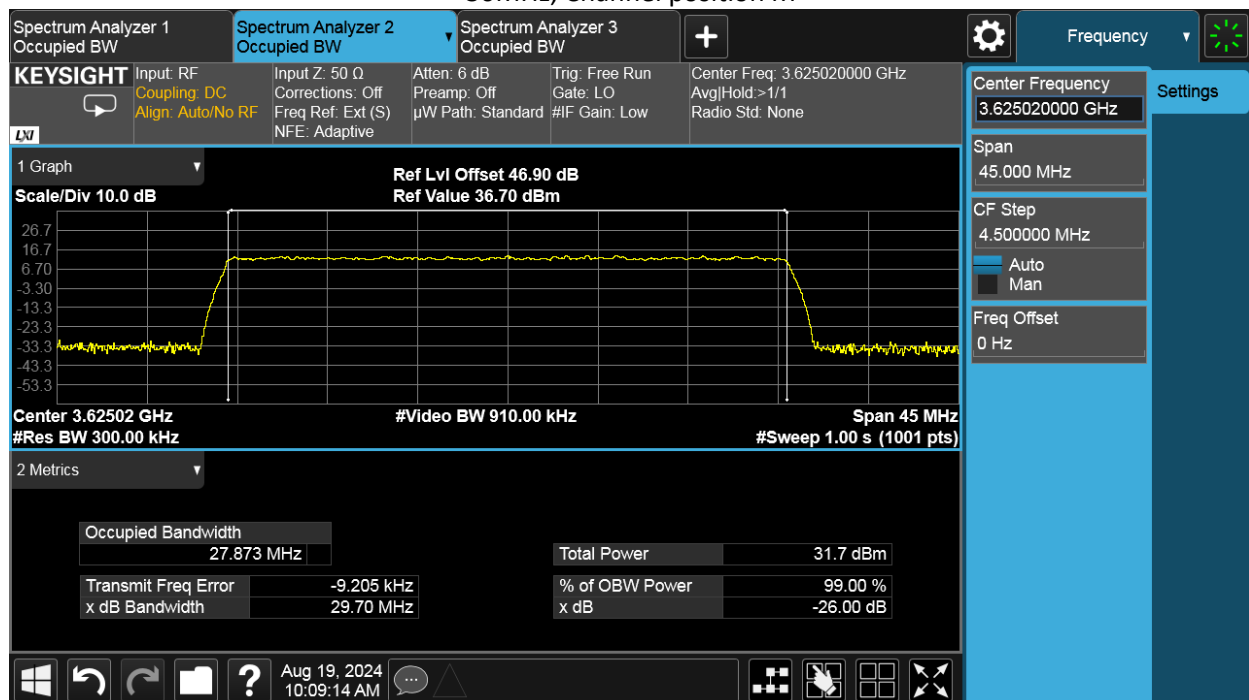 Spectrum Analyzer 1
Occupied BW
Spectrum Analyzer 2
Occupied BW
Spectrum Analyzer 3
Occupied BW
Frequency
KEYSIGHT
LXI
Input: RF
Coupling: DC
Align: Auto/No RF
Input Z: 50 Ω
Corrections: Off
Freq Ref: Ext (S)
NFE: Adaptive
Atten: 6 dB
Preamp: Off
µW Path: Standard
Trig: Free Run
Gate: LO
#IF Gain: Low
Center Freq: 3.625020000 GHz
Avg|Hold:>1/1
Radio Std: None
Center Frequency
3.625020000 GHz
Settings
Span
45.000 MHz
CF Step
4.500000 MHz
Auto
Man
Freq Offset
0 Hz
1 Graph
Scale/Div 10.0 dB
Ref Lvl Offset 46.90 dB
Ref Value 36.70 dBm
26.7
16.7
6.70
-3.30
-13.3
-23.3
-33.3
-43.3
-53.3
Center 3.62502 GHz
#Res BW 300.00 kHz
#Video BW 910.00 kHz
Span 45 MHz
#Sweep 1.00 s (1001 pts)
2 Metrics
Occupied Bandwidth
27.873 MHz
Total Power 31.7 dBm
Transmit Freq Error -9.205 kHz
% of OBW Power 99.00 %
x dB Bandwidth 29.70 MHz
x dB -26.00 dB
?
Aug 19, 2024
10:09:14 AM